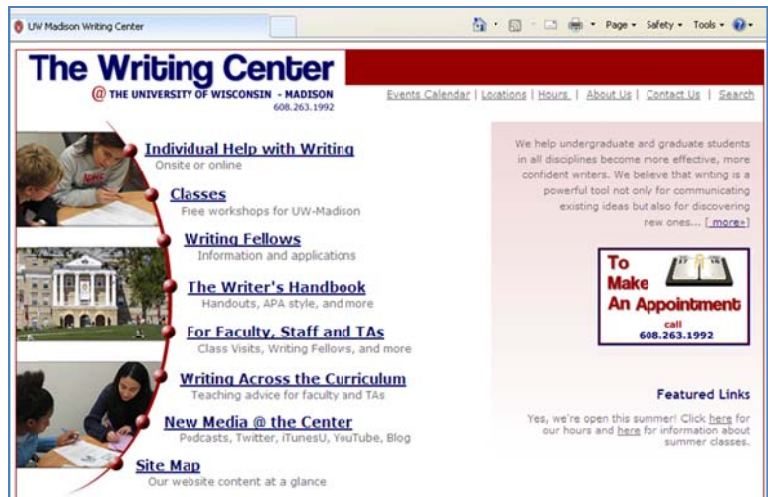 UW Madison Writing Center
Page
Safety
Tools
The Writing Center
@ THE UNIVERSITY OF WISCONSIN - MADISON
608.263.1992
Events Calendar | Locations | Hours | About Us | Contact Us | Search
Individual Help with Writing
Onsite or online
Classes
Free workshops for UW-Madison
Writing Fellows
Information and applications
The Writer's Handbook
Handouts, APA style, and more
For Faculty, Staff and TAs
Class Visits, Writing Fellows, and more
Writing Across the Curriculum
Teaching advice for faculty and TAs
New Media @ the Center
Podcasts, Twitter, iTunesU, YouTube, Blog
Site Map
Our website content at a glance
We help undergraduate and graduate students
in all disciplines become more effective, more
confident writers. We believe that writing is a
powerful tool not only for communicating
existing ideas but also for discovering
new ones... [ more»]
To
Make
An Appointment
call
608.263.1992
Featured Links
Yes, we're open this summer! Click here for
our hours and here for information about
summer classes.